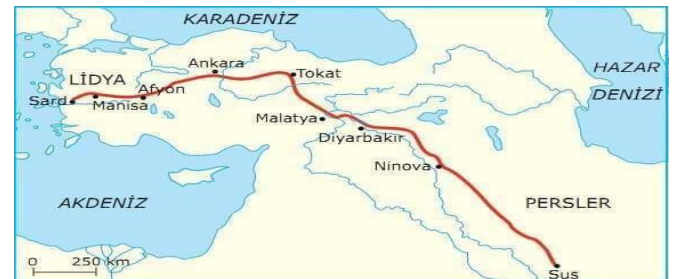 KARADENİZ
Ankara
LİDYA
Tokat
HAZAR
DENİZİ
Afyon
Sard
Manisa
Malatya
Diyarbakır
Ninova
AKDENİZ
PERSLER
0 250 km
Sus